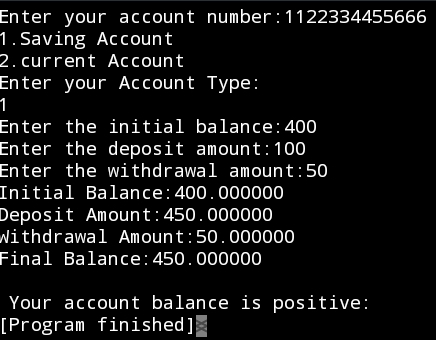 Enter your account number:1122334455666
1.Saving Account
2.current Account
Enter your Account Type:
1
Enter the initial balance:400
Enter the deposit amount:100
Enter the withdrawal amount:50
Initial Balance:400.000000
Deposit Amount:450.000000
Withdrawal Amount:50.000000
Final Balance:450.000000
Your account balance is positive:
[Program finished]